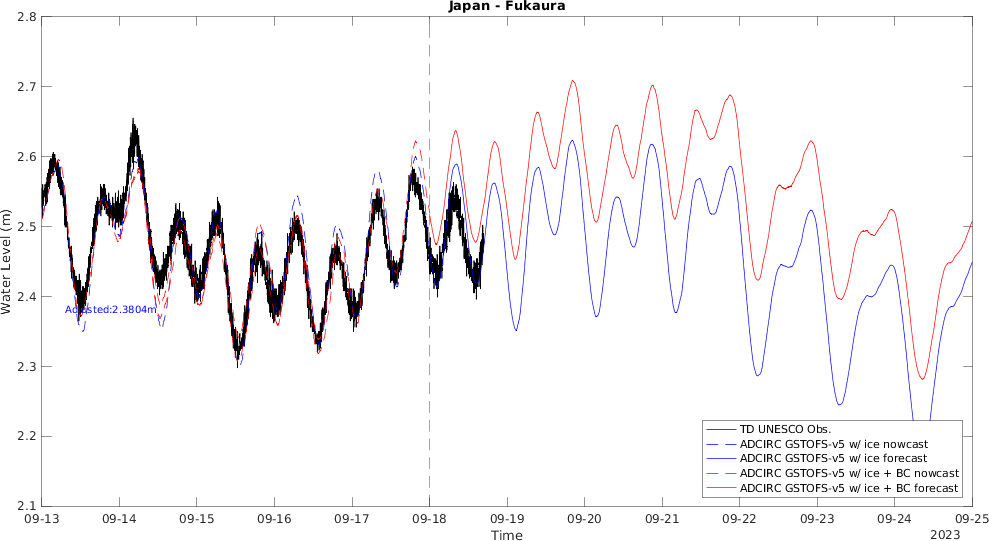 Japan - Fukaura
Water Level (m)
2.8
2.7
2.6
2.5
2.4
2.3
2.2
2.1
Adjusted:2.3804m
TD UNESCO Obs.
ADCIRC GSTOFS-v5 w/ ice nowcast
ADCIRC GSTOFS-v5 w/ ice forecast
ADCIRC GSTOFS-v5 w/ ice + BC nowcast
ADCIRC GSTOFS-v5 w/ ice + BC forecast
09-13 09-14 09-15 09-16 09-17 09-18 09-19 09-20 09-21 09-22 09-23 09-24 09-25
Time
2023